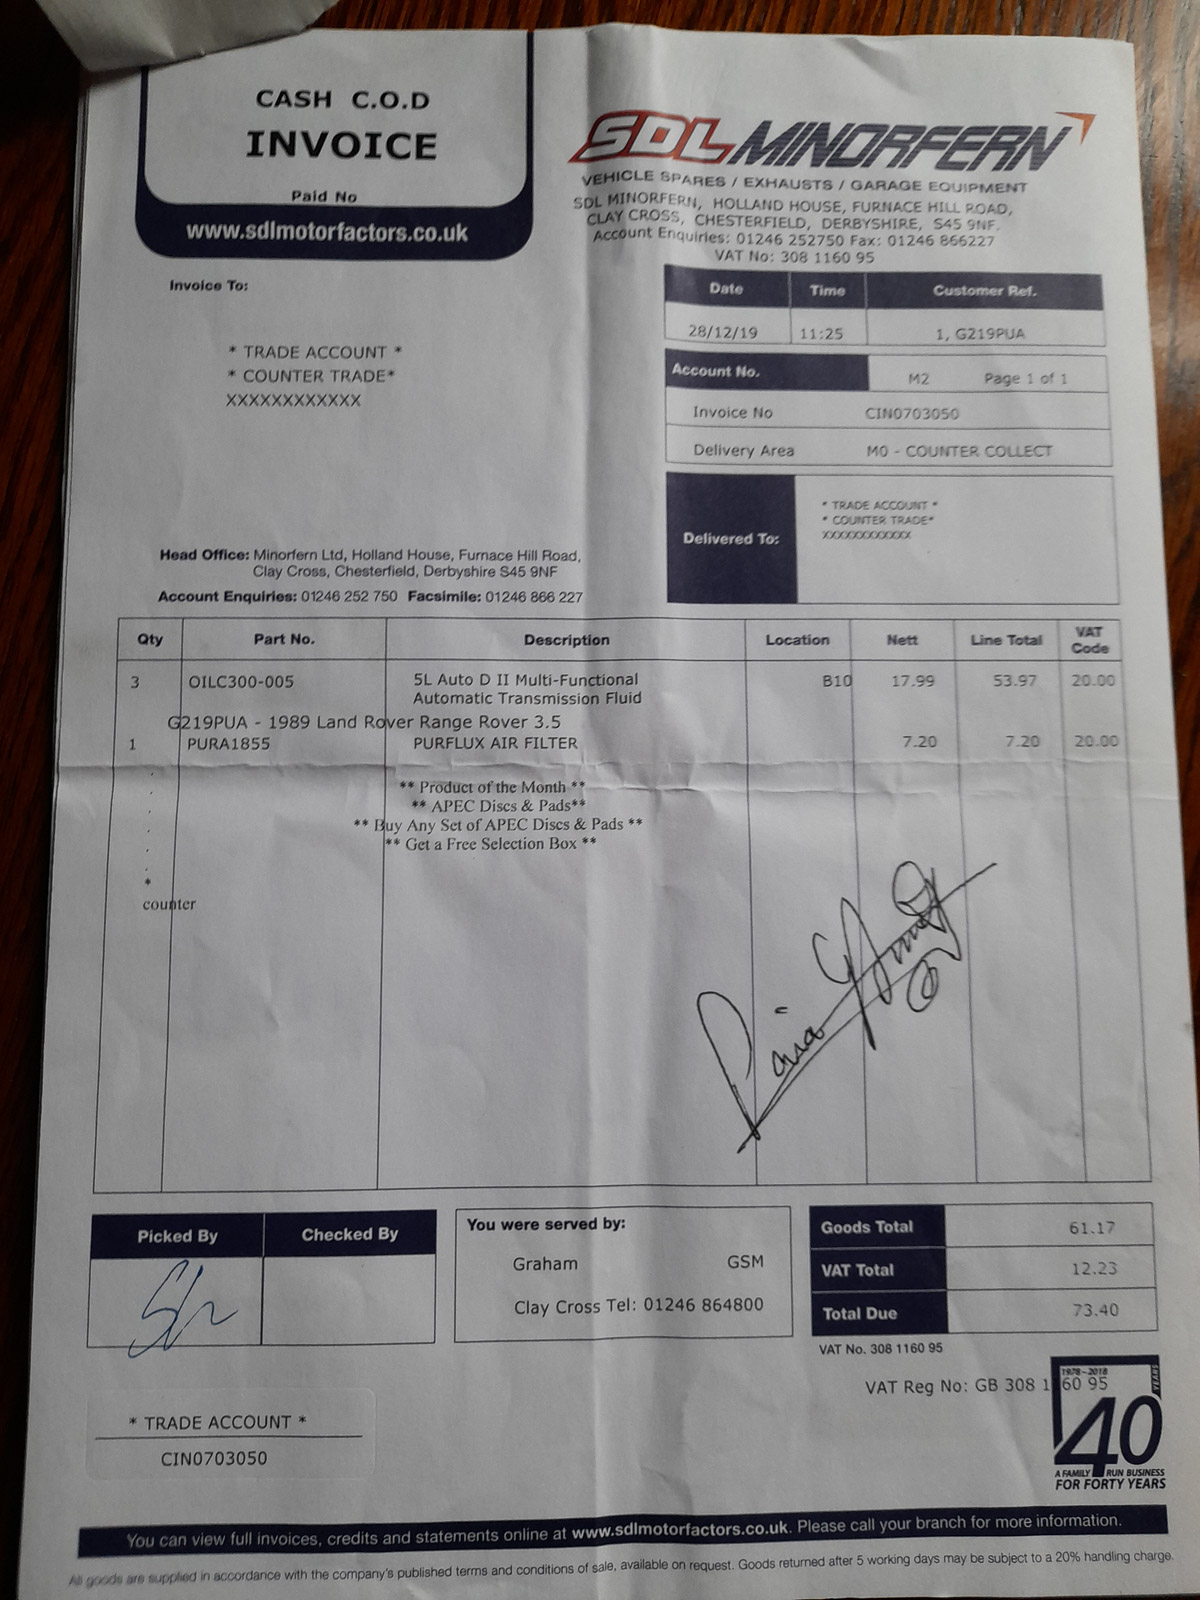 CASH C.O.D
INVOICE
Paid No
www.sdlmotorfactors.co.uk
SDL MINORFERN
VEHICLE SPARES / EXHAUSTS / GARAGE EQUIPMENT
SDL MINORFERN, HOLLAND HOUSE, FURNACE HILL ROAD,
CLAY CROSS, CHESTERFIELD, DERBYSHIRE, S45 9NF.
Account Enquiries: 01246 252750 Fax: 01246 866227
VAT No: 308 1160 95
Invoice To:
* TRADE ACCOUNT *
* COUNTER TRADE*
XXXXXXXXXXXX
Date Time Customer Ref.
28/12/19 11:25 1, G219PUA
Account No. M2 Page 1 of 1
Invoice No CIN0703050
Delivery Area M0 - COUNTER COLLECT
Delivered To:
* TRADE ACCOUNT *
* COUNTER TRADE*
XXXXXXXXXXXX
Head Office: Minorfern Ltd, Holland House, Furnace Hill Road,
Clay Cross, Chesterfield, Derbyshire S45 9NF
Account Enquiries: 01246 252 750 Facsimile: 01246 866 227
Qty Part No. Description Location Nett Line Total VAT Code
3 OILC300-005 5L Auto D II Multi-Functional B10 17.99 53.97 20.00
Automatic Transmission Fluid
G219PUA - 1989 Land Rover Range Rover 3.5
1 PURA1855 PURFLUX AIR FILTER 7.20 7.20 20.00
** Product of the Month **
** APEC Discs & Pads**
** Buy Any Set of APEC Discs & Pads **
** Get a Free Selection Box **
*
counter
Picked By Checked By
You were served by:
Graham GSM
Clay Cross Tel: 01246 864800
Goods Total 61.17
VAT Total 12.23
Total Due 73.40
VAT No. 308 1160 95
VAT Reg No: GB 308 1160 95
1978-2018
40 YEARS
A FAMILY RUN BUSINESS
FOR FORTY YEARS
* TRADE ACCOUNT *
CIN0703050
You can view full invoices, credits and statements online at www.sdlmotorfactors.co.uk. Please call your branch for more information.
All goods are supplied in accordance with the company's published terms and conditions of sale, available on request. Goods returned after 5 working days may be subject to a 20% handling charge.